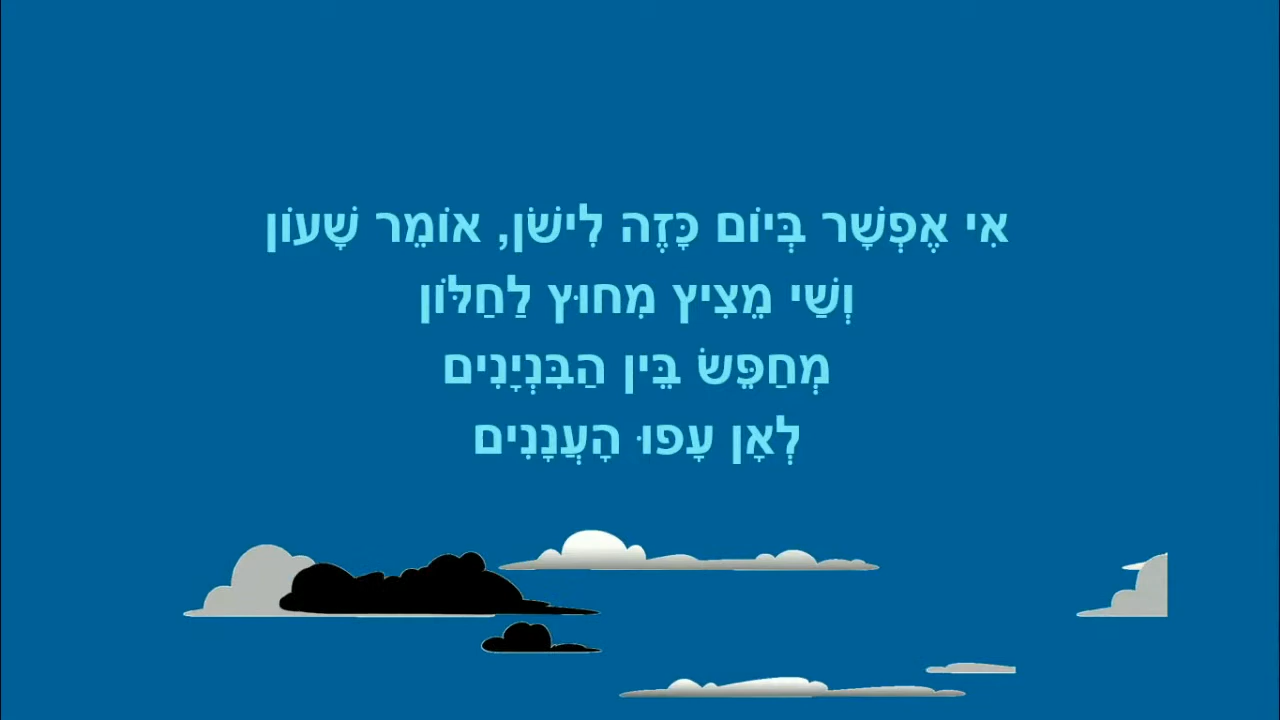 אִי אֶפְשָׁר בְּיוֹם כָּזֶה לִישֹׁן, אוֹמֵר שָׁעוֹן
וְשַׁי מֵצִיץ מִחוּץ לַחַלּוֹן
מְחַפֵּשׂ בֵּין הַבִּנְיָנִים
לְאָן עָפוּ הָעֲנָנִים